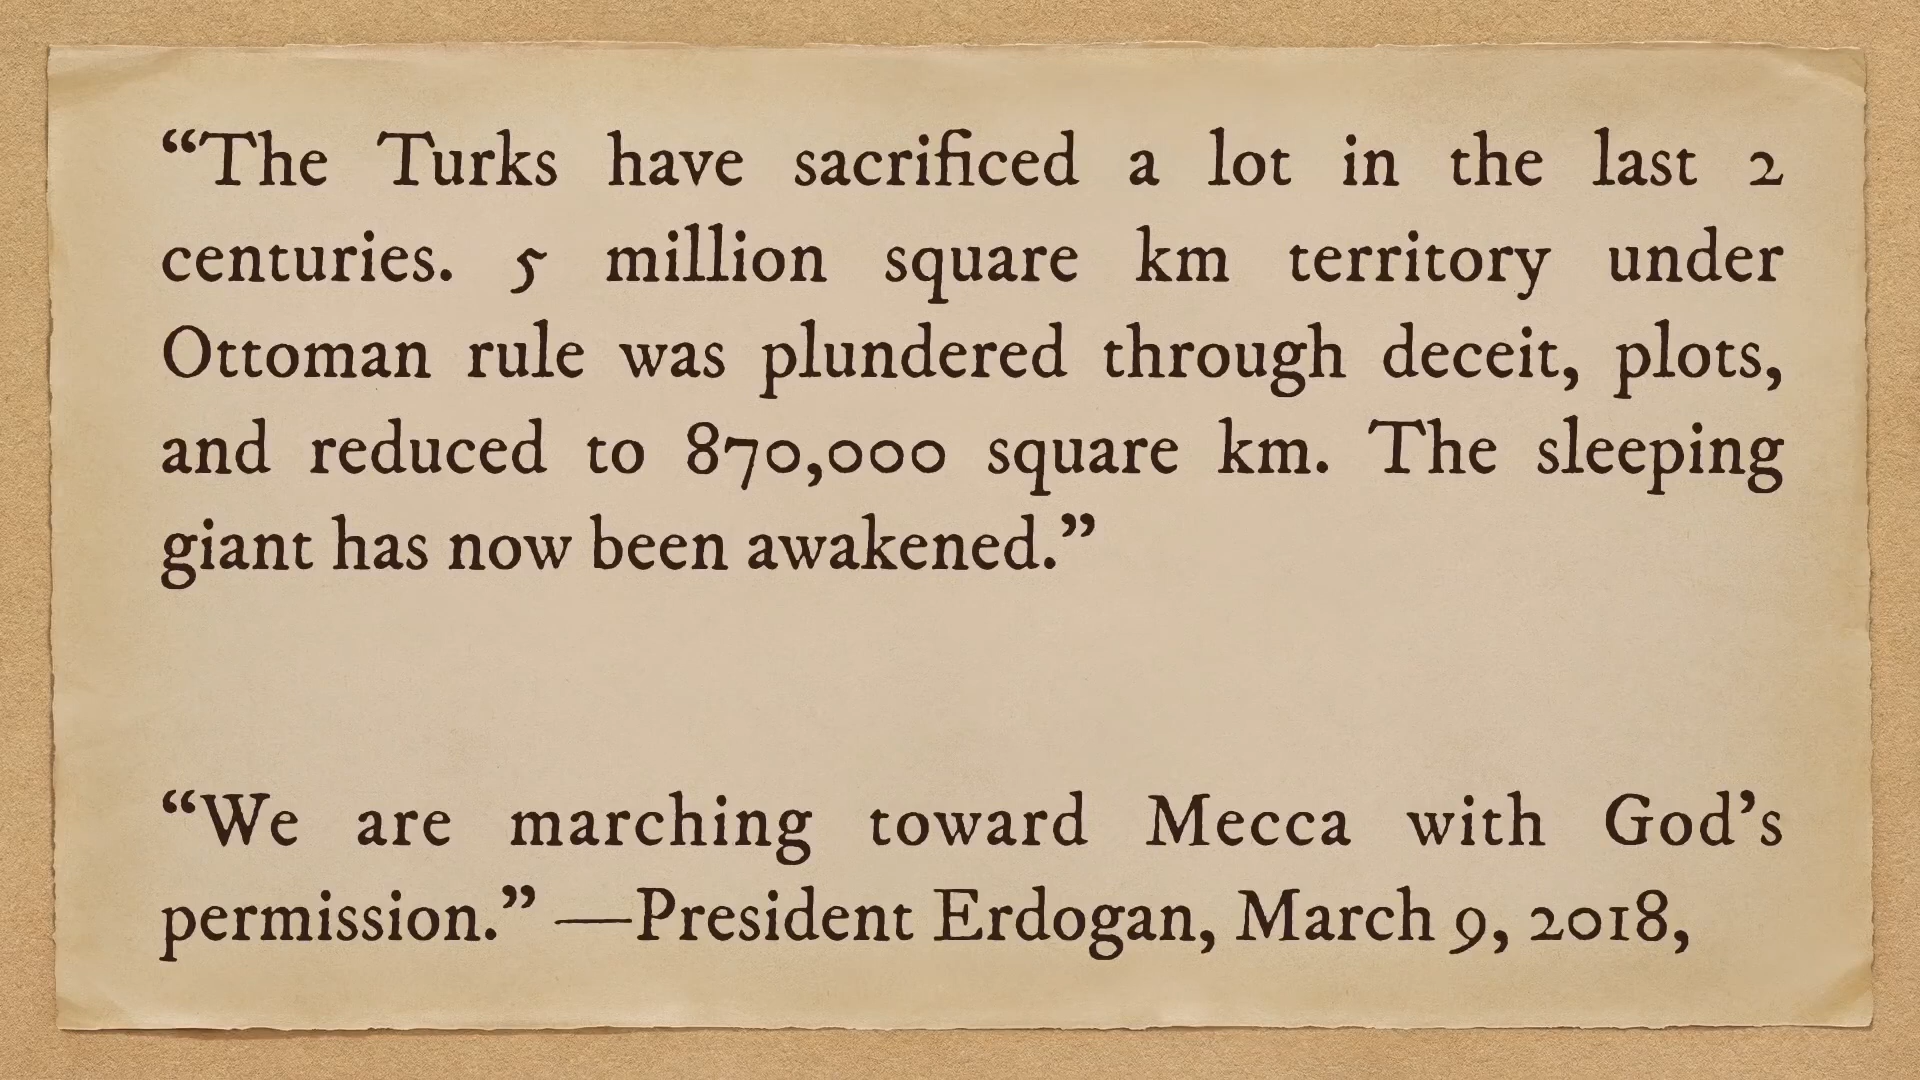 “The Turks have sacrificed a lot in the last 2
centuries. 5 million square km territory under
Ottoman rule was plundered through deceit, plots,
and reduced to 870,000 square km. The sleeping
giant has now been awakened.”
“We are marching toward Mecca with God’s
permission.” —President Erdogan, March 9, 2018,